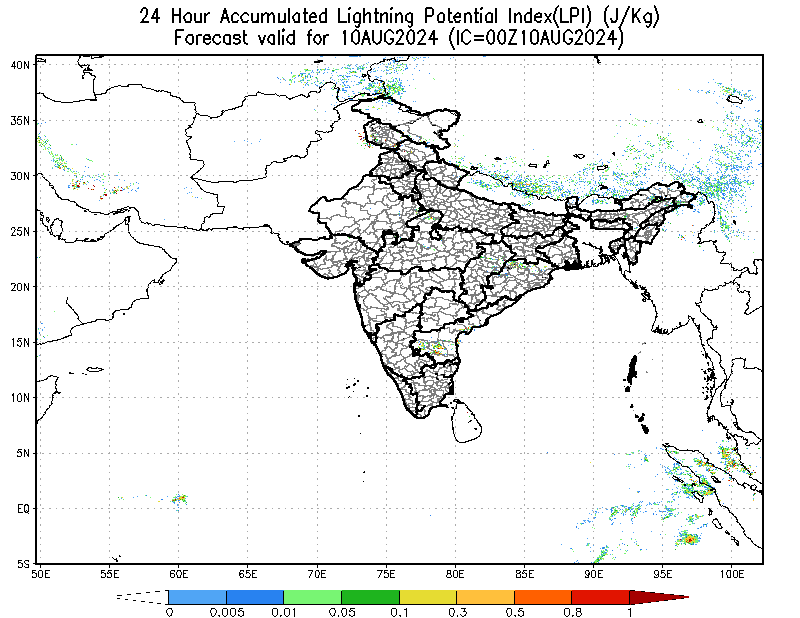 24 Hour Accumulated Lightning Potential Index(LPI) (J/Kg)
Forecast valid for 10AUG2024 (IC=00Z10AUG2024)
40N
35N
30N
25N
20N
15N
10N
5N
EQ
5S
50E 55E 60E 65E 70E 75E 80E 85E 90E 95E 100E
0 0.005 0.01 0.05 0.1 0.3 0.5 0.8 1